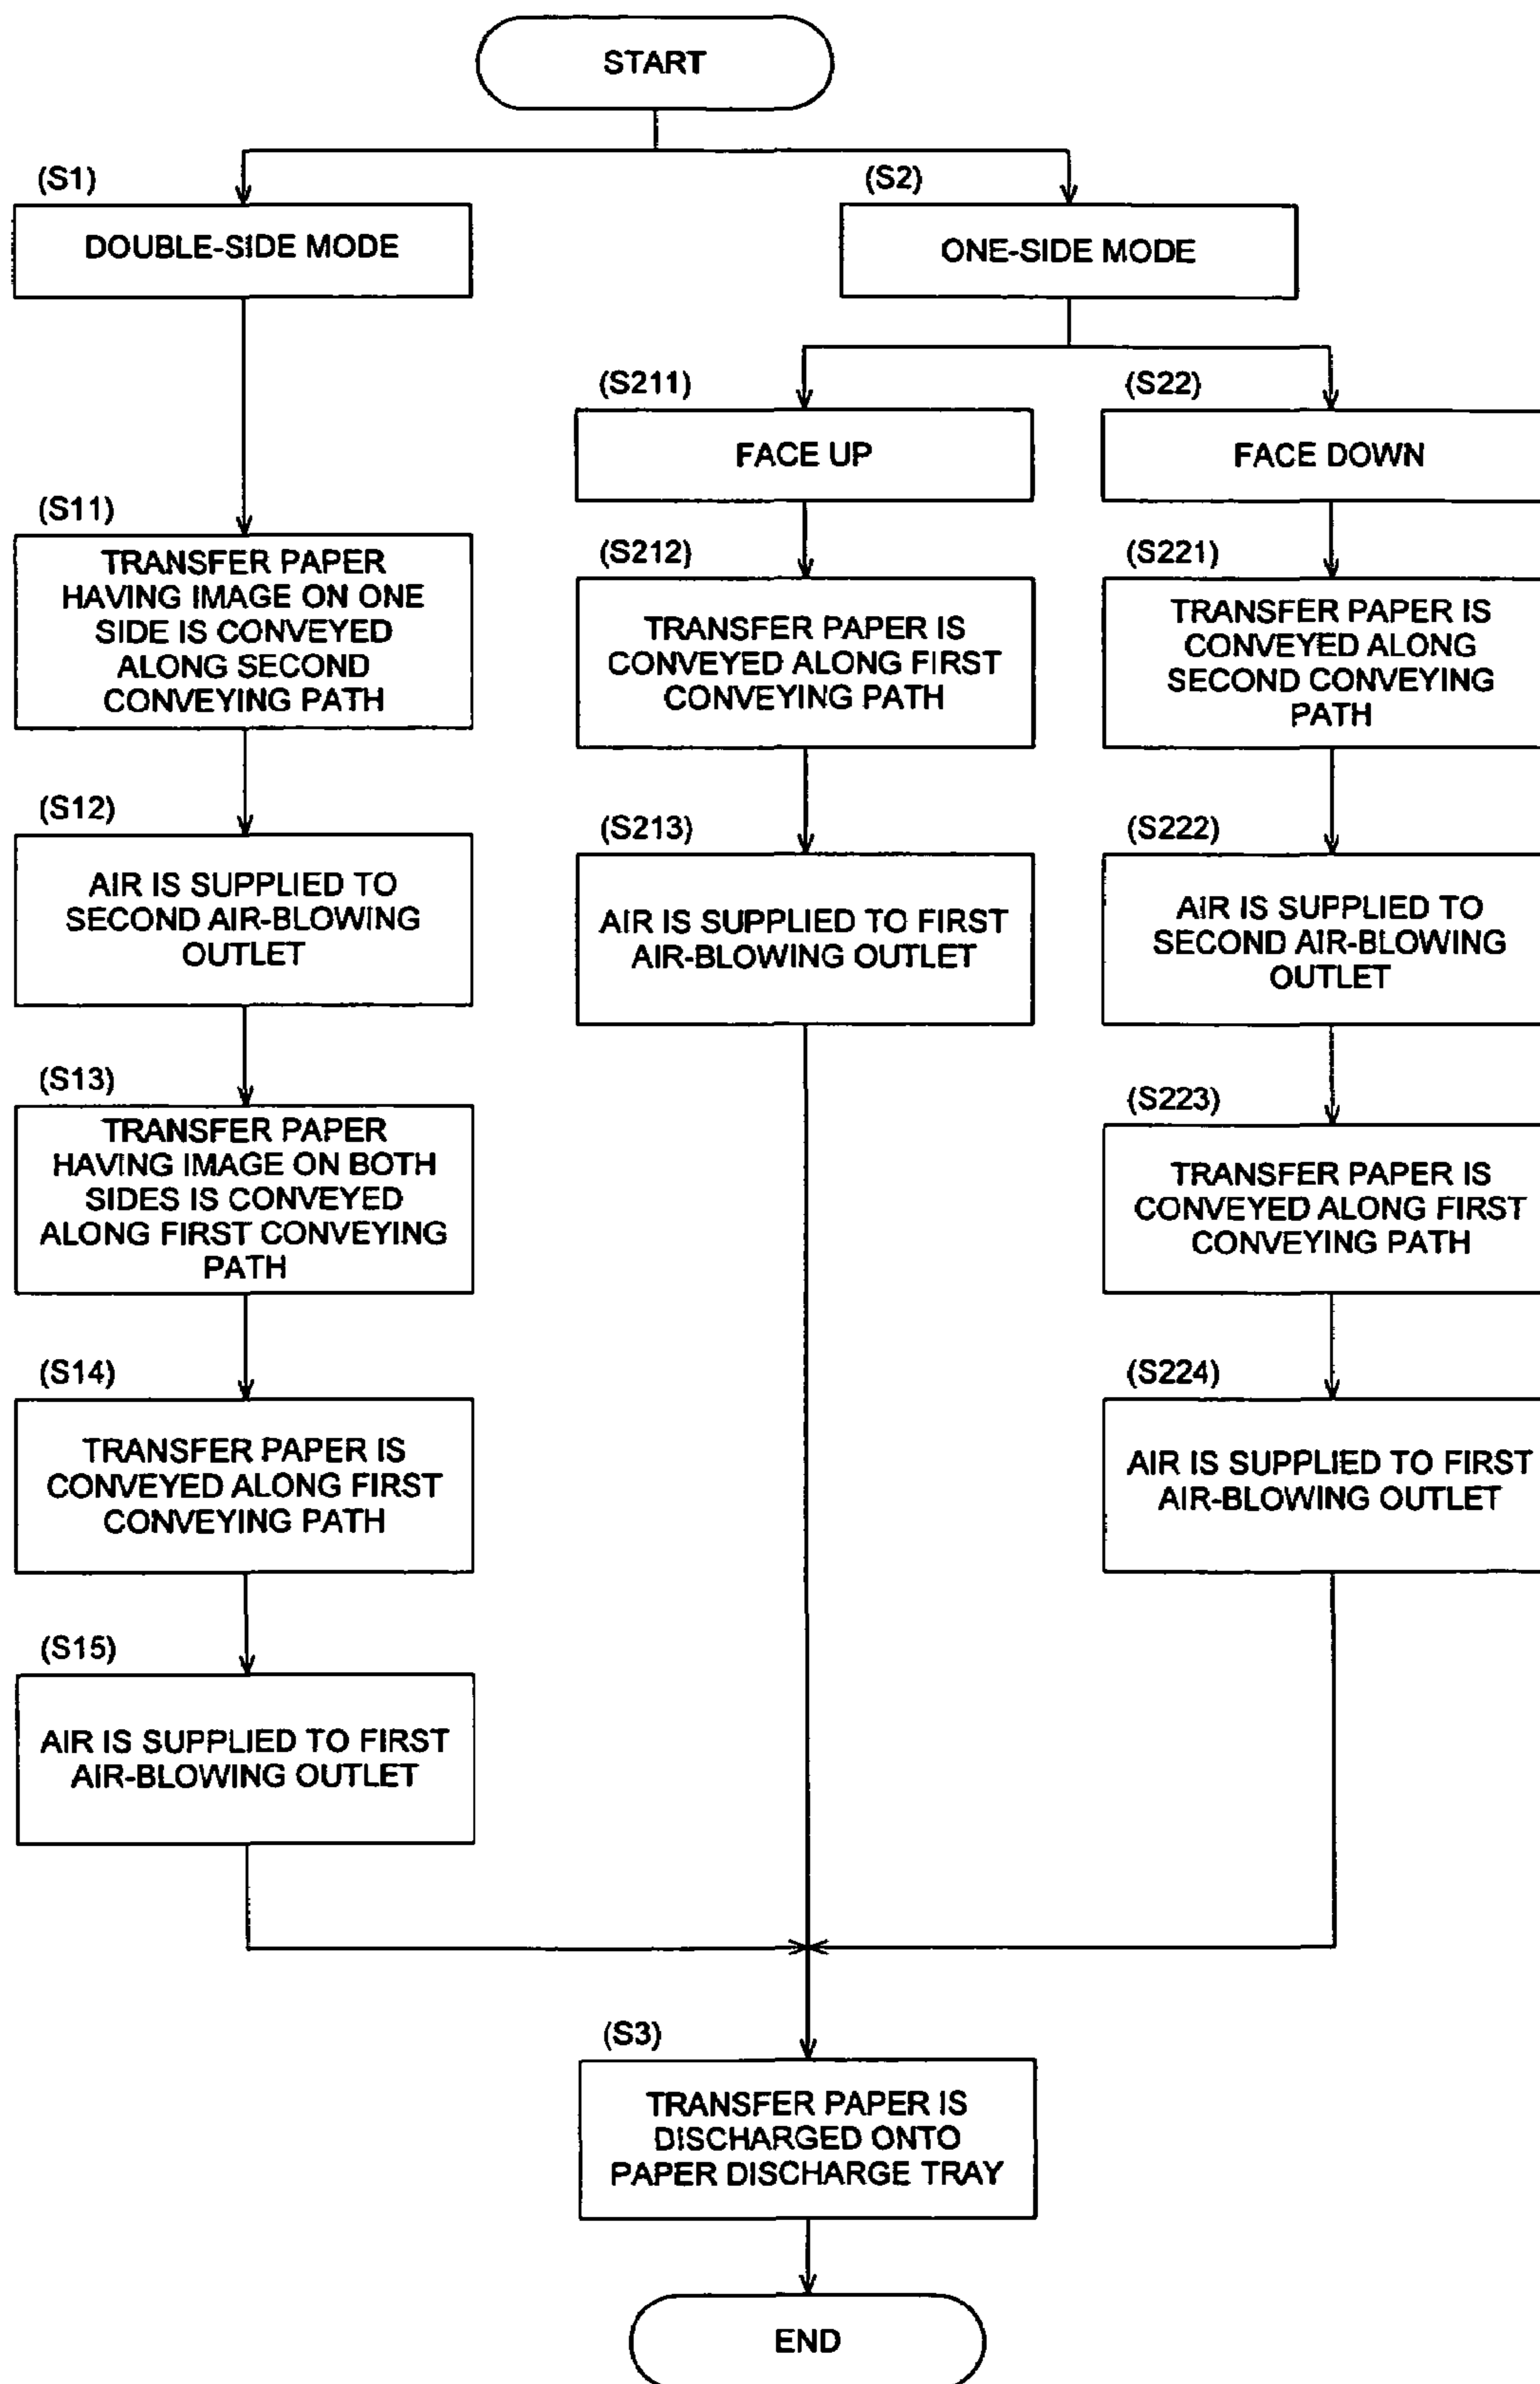 START
(S1)
DOUBLE-SIDE MODE
(S2)
ONE-SIDE MODE
(S211)
FACE UP
(S22)
FACE DOWN
(S11)
TRANSFER PAPER
HAVING IMAGE ON ONE
SIDE IS CONVEYED
ALONG SECOND
CONVEYING PATH
(S212)
TRANSFER PAPER IS
CONVEYED ALONG FIRST
CONVEYING PATH
(S221)
TRANSFER PAPER IS
CONVEYED ALONG
SECOND CONVEYING
PATH
(S12)
AIR IS SUPPLIED TO
SECOND AIR-BLOWING
OUTLET
(S213)
AIR IS SUPPLIED TO FIRST
AIR-BLOWING OUTLET
(S222)
AIR IS SUPPLIED TO
SECOND AIR-BLOWING
OUTLET
(S13)
TRANSFER PAPER
HAVING IMAGE ON BOTH
SIDES IS CONVEYED
ALONG FIRST CONVEYING
PATH
(S223)
TRANSFER PAPER IS
CONVEYED ALONG FIRST
CONVEYING PATH
(S14)
TRANSFER PAPER IS
CONVEYED ALONG FIRST
CONVEYING PATH
(S224)
AIR IS SUPPLIED TO FIRST
AIR-BLOWING OUTLET
(S15)
AIR IS SUPPLIED TO FIRST
AIR-BLOWING OUTLET
(S3)
TRANSFER PAPER IS
DISCHARGED ONTO
PAPER DISCHARGE TRAY
END